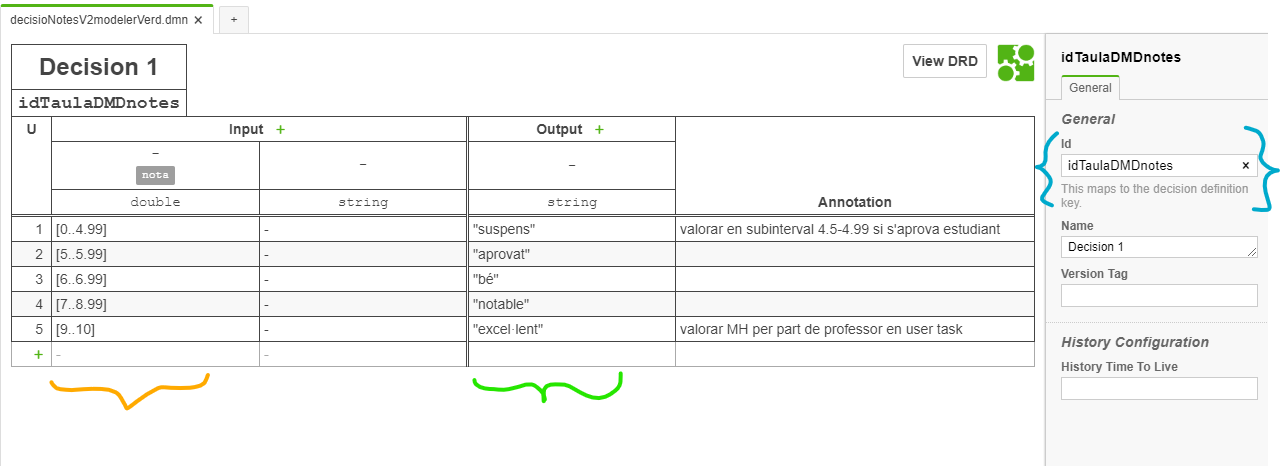 decisioNotesV2modelerVerd.dmn ×
+
Decision 1
idTaulaDMDnotes
View DRD
U Input + Output + Annotation
– – –
nota
double string string
1 [0..4.99] - "suspens" valorar en subinterval 4.5-4.99 si s'aprova estudiant
2 [5..5.99] - "aprovat"
3 [6..6.99] - "bé"
4 [7..8.99] - "notable"
5 [9..10] - "excel·lent" valorar MH per part de professor en user task
+ - -
idTaulaDMDnotes
General
General
Id
idTaulaDMDnotes ×
This maps to the decision definition
key.
Name
Decision 1
Version Tag
History Configuration
History Time To Live